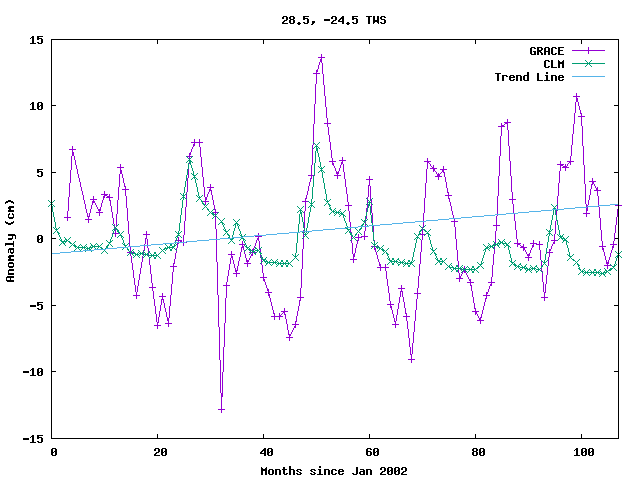 28.5, -24.5 TWS
GRACE
CLM
Trend Line
15
10
5
0
-5
-10
-15
Anomaly (cm)
0 20 40 60 80 100
Months since Jan 2002